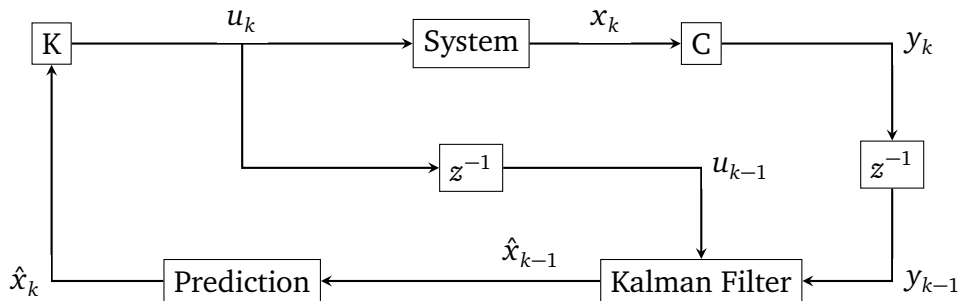 u_k
x_k
K
System
C
y_k
z^{-1}
u_{k-1}
z^{-1}
x̂_{k-1}
x̂_k
Prediction
Kalman Filter
y_{k-1}